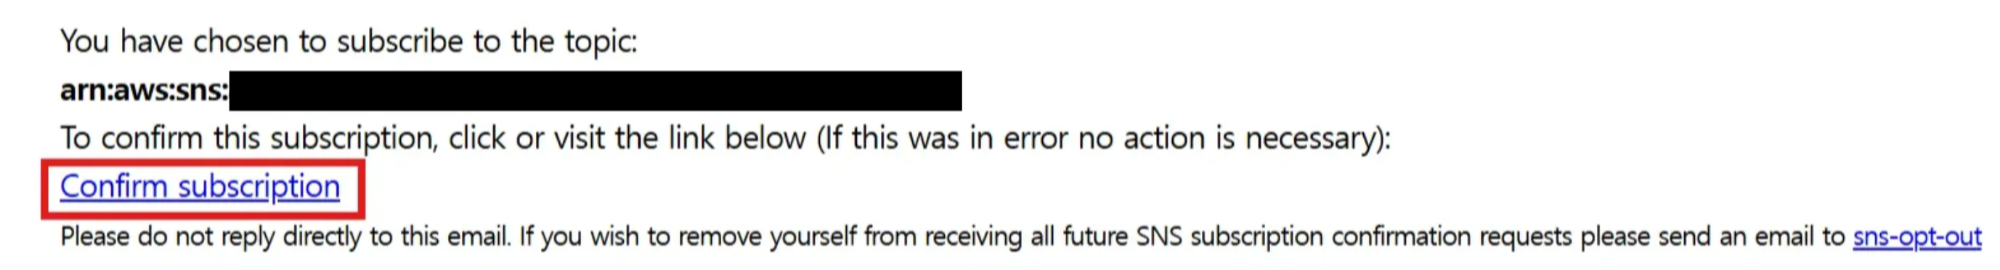 You have chosen to subscribe to the topic:
arn:aws:sns:
To confirm this subscription, click or visit the link below (If this was in error no action is necessary):
Confirm subscription
Please do not reply directly to this email. If you wish to remove yourself from receiving all future SNS subscription confirmation requests please send an email to sns-opt-out